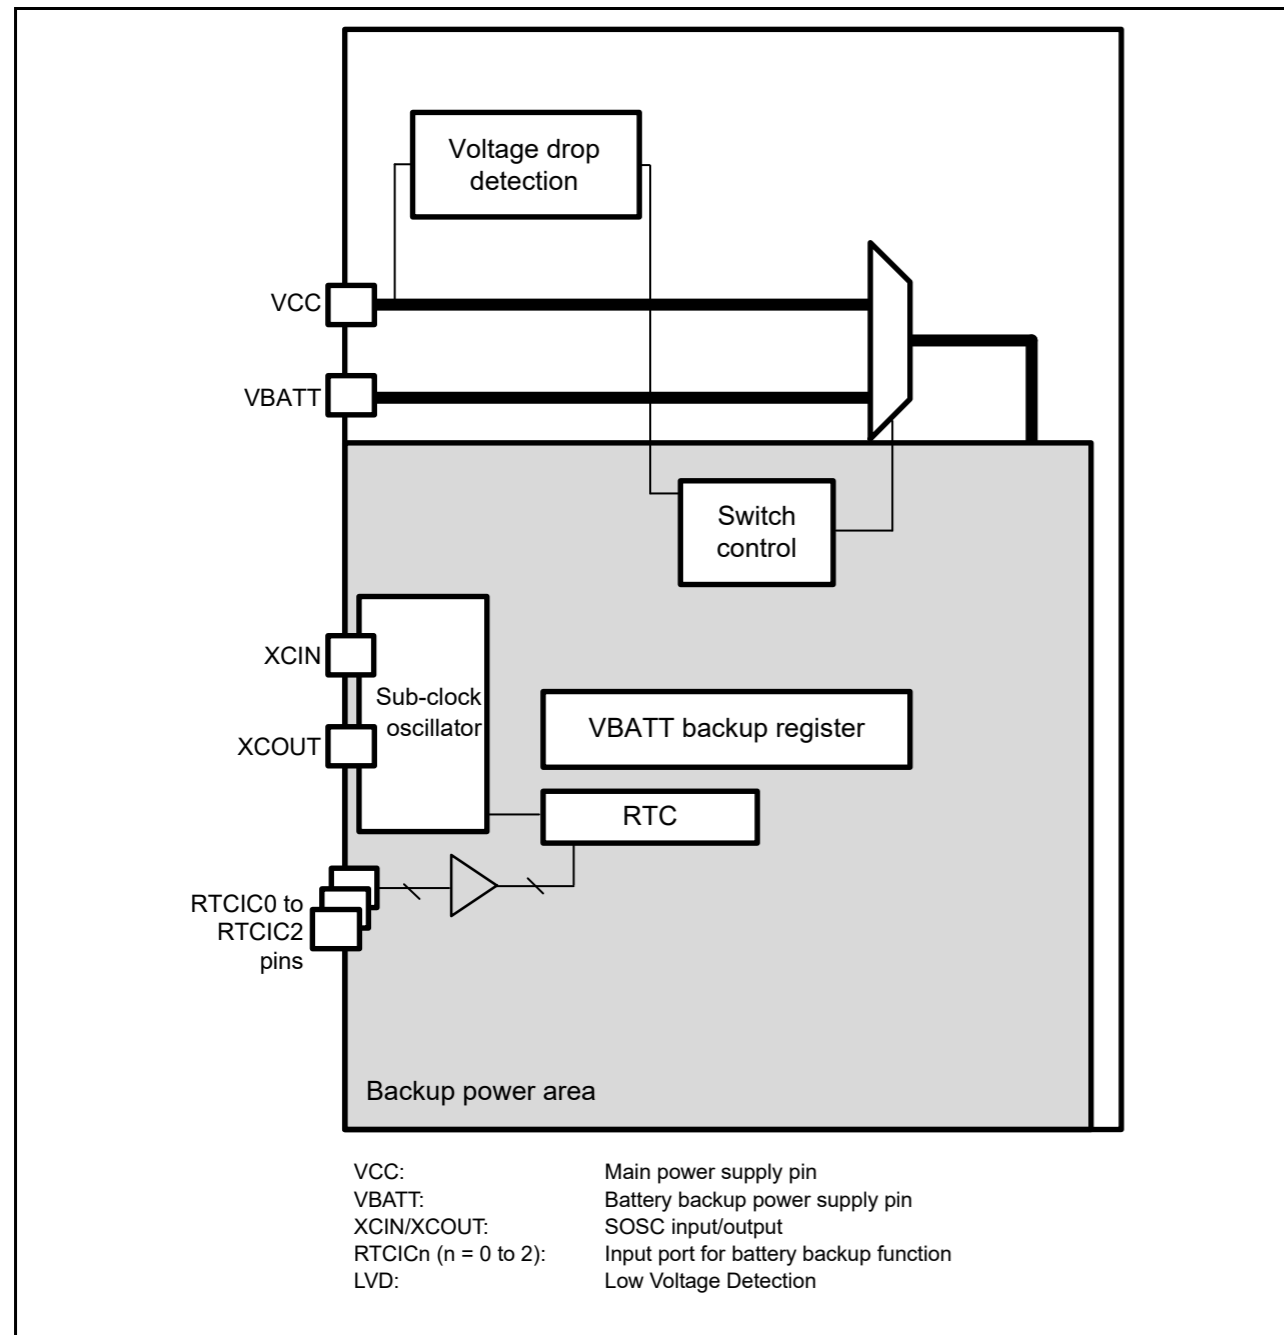 Voltage drop
detection
VCC
VBATT
Switch
control
XCIN
Sub-clock
oscillator
XCOUT
VBATT backup register
RTC
RTCIC0 to
RTCIC2
pins
Backup power area
VCC: Main power supply pin
VBATT: Battery backup power supply pin
XCIN/XCOUT: SOSC input/output
RTCICn (n = 0 to 2): Input port for battery backup function
LVD: Low Voltage Detection